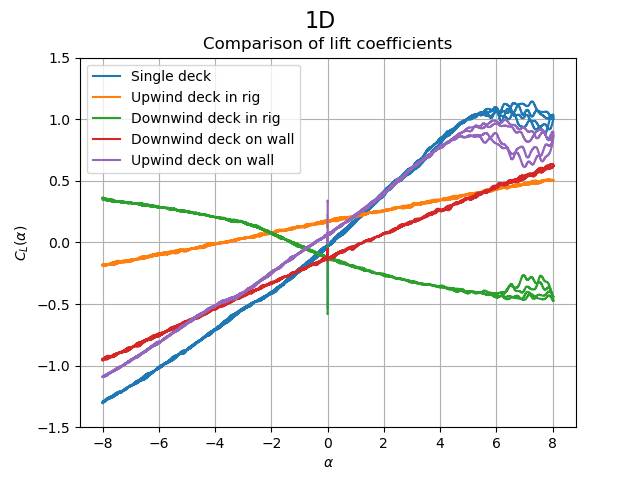 1D
Comparison of lift coefficients
Single deck
Upwind deck in rig
Downwind deck in rig
Downwind deck on wall
Upwind deck on wall
1.5
1.0
0.5
0.0
−0.5
−1.0
−1.5
C_L(α)
−8 −6 −4 −2 0 2 4 6 8
α